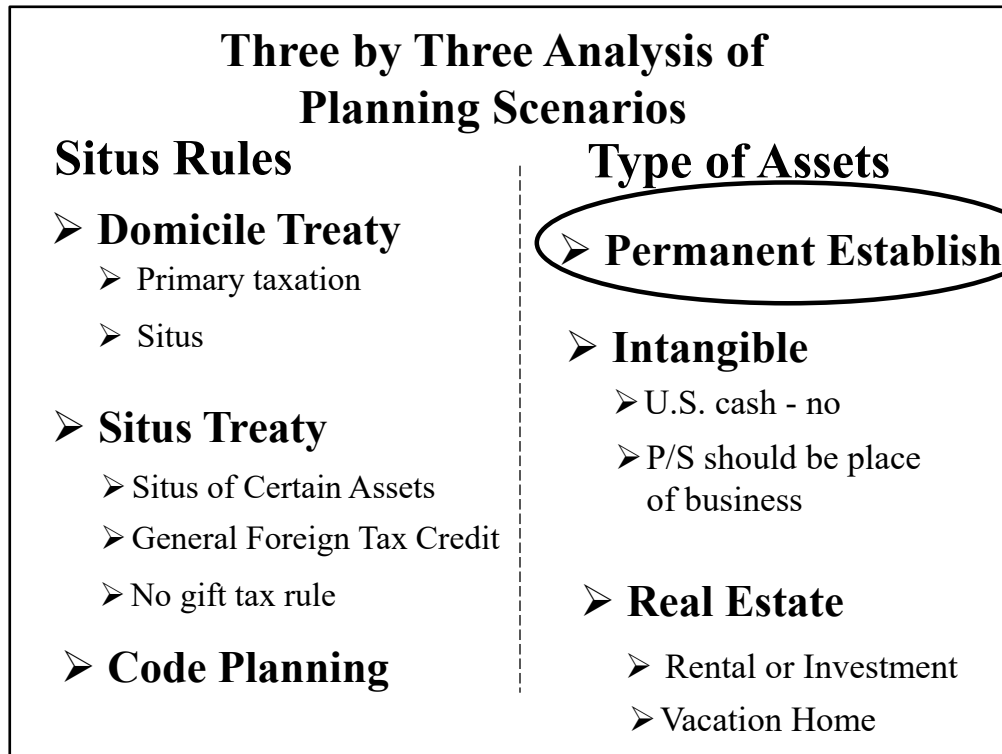 Three by Three Analysis of
Planning Scenarios
Situs Rules
➢ Domicile Treaty
➢ Primary taxation
➢ Situs
➢ Situs Treaty
➢ Situs of Certain Assets
➢ General Foreign Tax Credit
➢ No gift tax rule
➢ Code Planning
Type of Assets
➢ Permanent Establish
➢ Intangible
➢ U.S. cash - no
➢ P/S should be place
of business
➢ Real Estate
➢ Rental or Investment
➢ Vacation Home